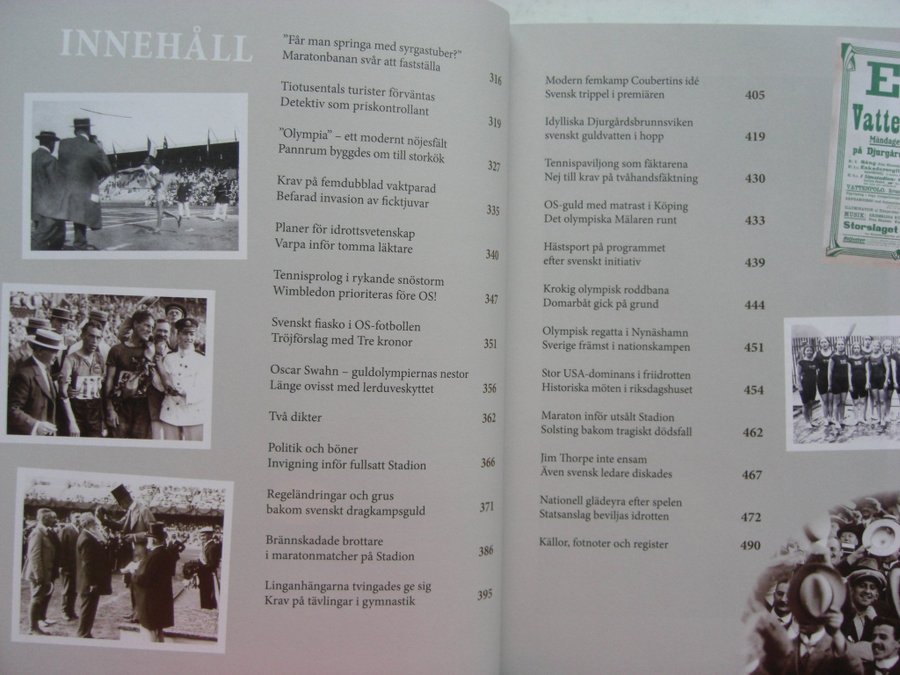 INNEHÅLL
"Får man springa med syrgastuber?"
Maratonbanan svår att fastställa 316
Tiotusentals turister förväntas
Detektiv som priskontrollant 319
"Olympia" – ett modernt nöjesfält
Pannrum byggdes om till storkök 327
Krav på femdubblad vaktparad
Befarad invasion av ficktjuvar 335
Planer för idrottsvetenskap
Varpa inför tomma läktare 340
Tennisprolog i rykande snöstorm
Wimbledon prioriteras före OS! 347
Svenskt fiasko i OS-fotbollen
Tröjförslag med Tre kronor 351
Oscar Swahn – guldolympiernas nestor
Länge ovisst med lerduveskyttet 356
Två dikter 362
Politik och böner
Invigning inför fullsatt Stadion 366
Regeländringar och grus
bakom svenskt dragkampsguld 371
Brännskadade brottare
i maratonmatcher på Stadion 386
Linganhängarna tvingades ge sig
Krav på tävlingar i gymnastik 395
Modern femkamp Coubertins idé
Svensk trippel i premiären 405
Idylliska Djurgårdsbrunnsviken
svenskt guldvatten i hopp 419
Tennispaviljong som fäktarena
Nej till krav på tvåhandsfäktning 430
OS-guld med matrast i Köping
Det olympiska Mälaren runt 433
Hästsport på programmet
efter svenskt initiativ 439
Krokig olympisk roddbana
Domarbåt gick på grund 444
Olympisk regatta i Nynäshamn
Sverige främst i nationskampen 451
Stor USA-dominans i friidrotten
Historiska möten i riksdagshuset 454
Maraton inför utsålt Stadion
Solsting bakom tragiskt dödsfall 462
Jim Thorpe inte ensam
Även svensk ledare diskades 467
Nationell glädeyra efter spelen
Statsanslag beviljas idrotten 472
Källor, fotnoter och register 490
E
Vatte
Måndage
på Djurgår
Storslaget